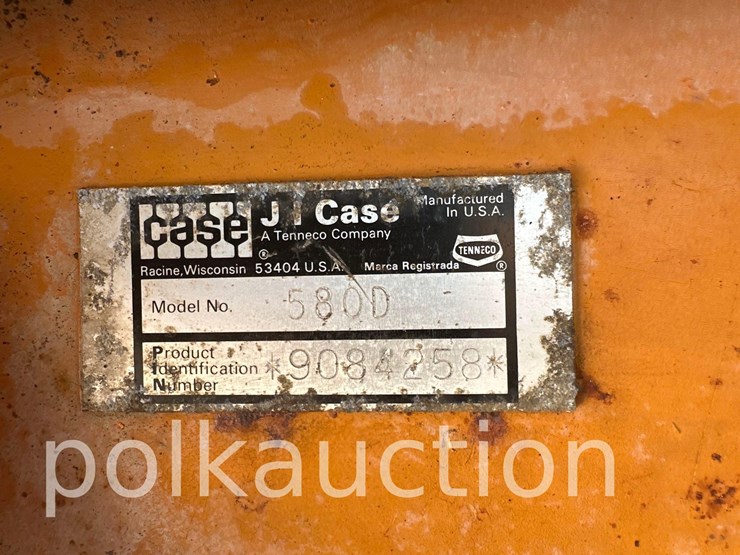 case
J I Case
A Tenneco Company
Manufactured
In U.S.A.
TENNECO
®
®
Racine, Wisconsin 53404 U.S.A. Marca Registrada
Model No. 580D
Product
Identification
Number
*9084258*
polkauction